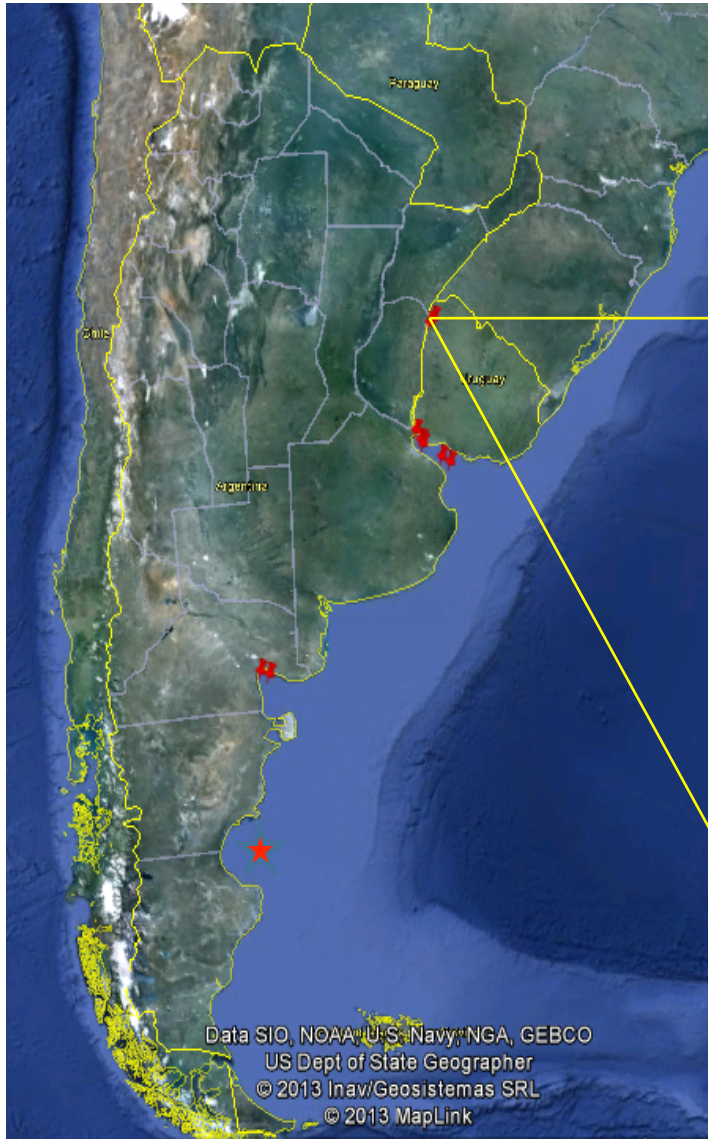 Paraguay
Chile
Uruguay
Argentina
Data SIO, NOAA, U.S. Navy, NGA, GEBCO
US Dept of State Geographer
© 2013 Inav/Geosistemas SRL
© 2013 MapLink